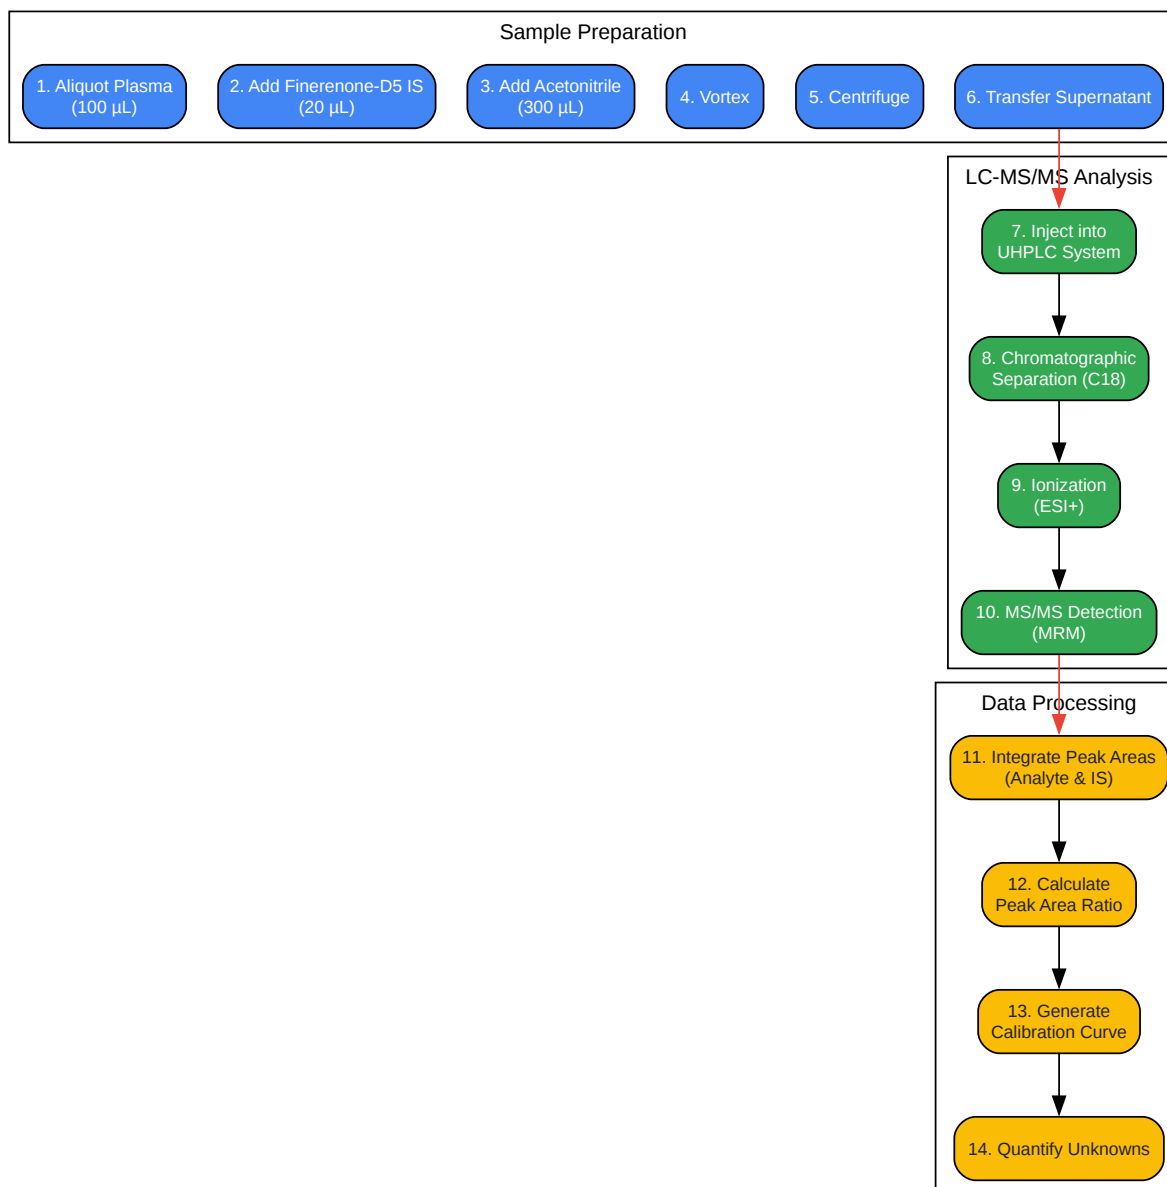 Sample Preparation
1. Aliquot Plasma
(100 µL)
2. Add Finerenone-D5 IS
(20 µL)
3. Add Acetonitrile
(300 µL)
4. Vortex
5. Centrifuge
6. Transfer Supernatant
LC-MS/MS Analysis
7. Inject into
UHPLC System
8. Chromatographic
Separation (C18)
9. Ionization
(ESI+)
10. MS/MS Detection
(MRM)
Data Processing
11. Integrate Peak Areas
(Analyte & IS)
12. Calculate
Peak Area Ratio
13. Generate
Calibration Curve
14. Quantify Unknowns